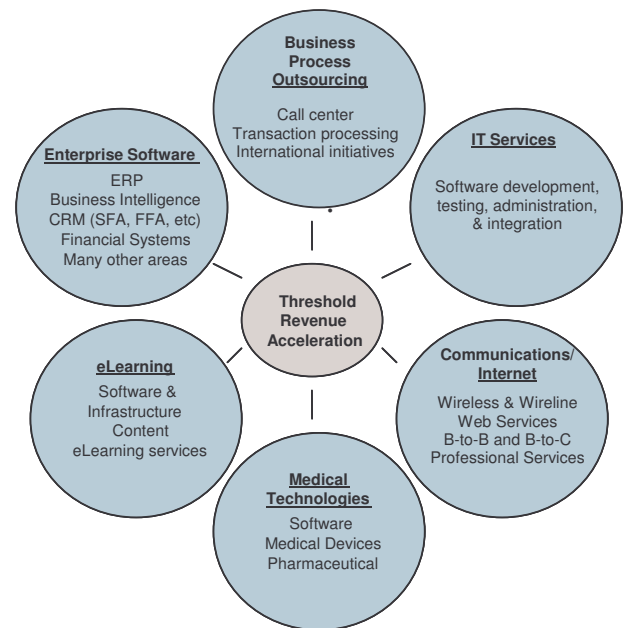 Business
Process
Outsourcing
Call center
Transaction processing
International initiatives
IT Services
Software development,
testing, administration,
& integration
Communications/
Internet
Wireless & Wireline
Web Services
B-to-B and B-to-C
Professional Services
Medical
Technologies
Software
Medical Devices
Pharmaceutical
eLearning
Software &
Infrastructure
Content
eLearning services
Enterprise Software
ERP
Business Intelligence
CRM (SFA, FFA, etc)
Financial Systems
Many other areas
Threshold
Revenue
Acceleration